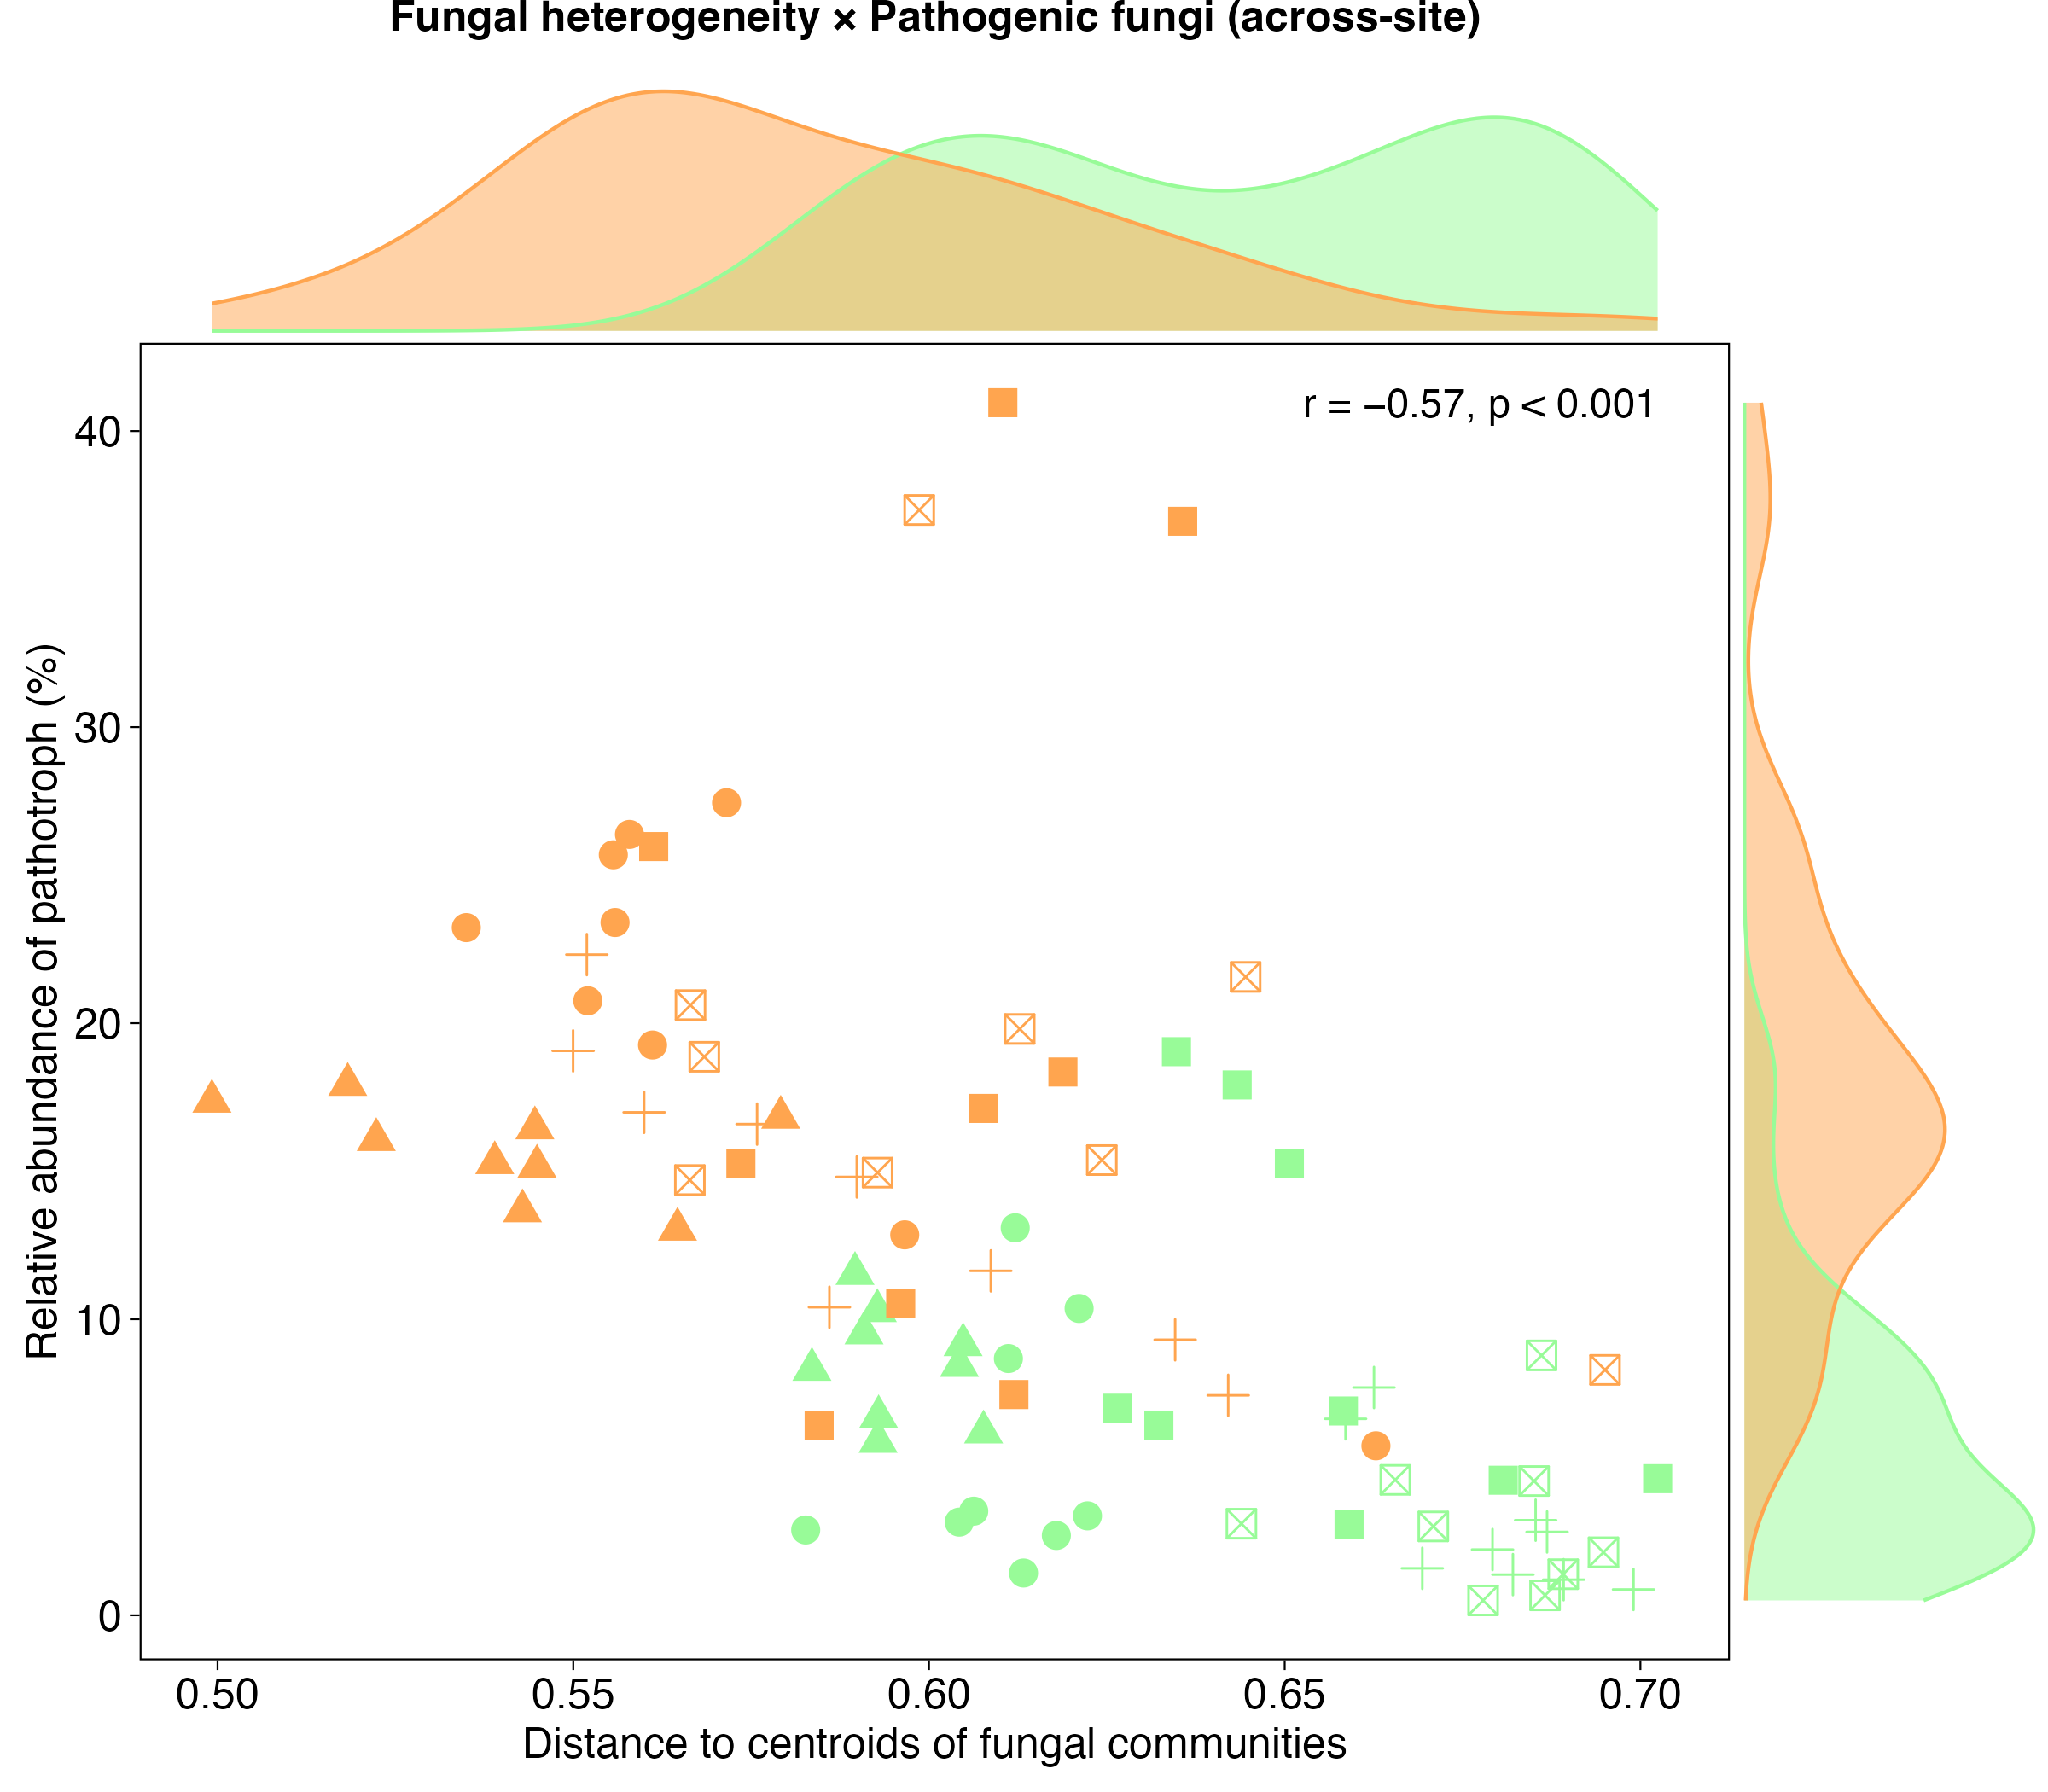 Fungal heterogeneity × Pathogenic fungi (across-site)
r = −0.57, p < 0.001
Relative abundance of pathotroph (%)
40
30
20
10
0
0.50 0.55 0.60 0.65 0.70
Distance to centroids of fungal communities